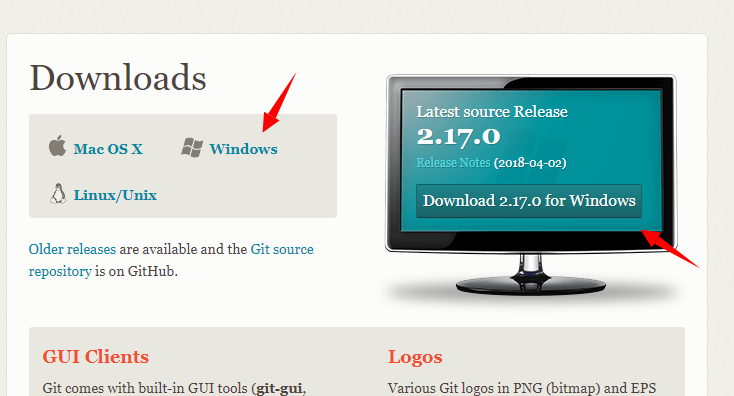 Downloads
Mac OS X
Windows
Linux/Unix
Older releases are available and the Git source
repository is on GitHub.
Latest source Release
2.17.0
Release Notes (2018-04-02)
Download 2.17.0 for Windows
GUI Clients
Git comes with built-in GUI tools (git-gui,
Logos
Various Git logos in PNG (bitmap) and EPS